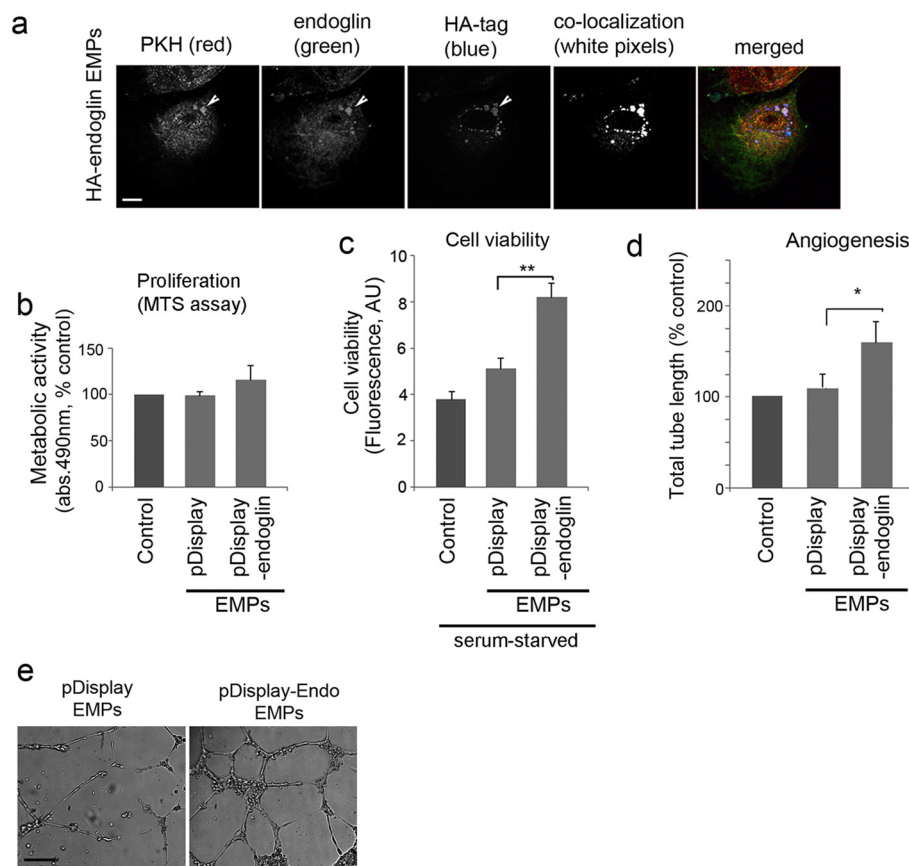 a
HA-endoglin EMPs
PKH (red)
endoglin
(green)
HA-tag
(blue)
co-localization
(white pixels)
merged
b
Proliferation
(MTS assay)
Metabolic activity
(abs.490nm, % control)
150
100
50
0
Control
pDisplay
pDisplay
-endoglin
EMPs
c
Cell viability
Cell viability
(Fluorescence, AU)
10
8
6
4
2
0
**
Control
pDisplay
pDisplay
-endoglin
EMPs
serum-starved
d
Angiogenesis
Total tube length (% control)
200
150
100
0
*
Control
pDisplay
pDisplay
-endoglin
EMPs
e
pDisplay
EMPs
pDisplay-Endo
EMPs